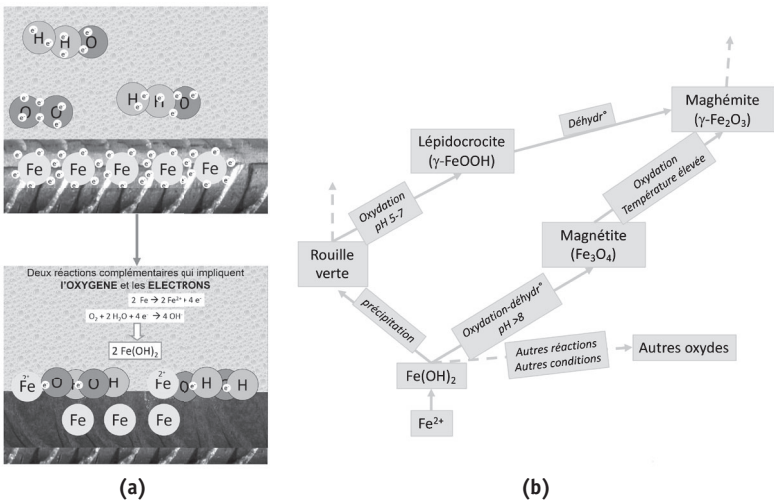 H H O
H H O
O O
Fe Fe Fe Fe Fe
Deux réactions complémentaires qui impliquent
l'OXYGENE et les ELECTRONS
2 Fe → 2 Fe²⁺+ 4 e⁻
O₂ + 2 H₂O + 4 e⁻ → 4 OH⁻
2 Fe(OH)₂
2+
Fe O O H
2+
Fe O H H
Fe Fe Fe
(a)
Maghémite
(γ-Fe₂O₃)
Déhydr°
Lépidocrocite
(γ-FeOOH)
Oxydation
Température élevée
Oxydation
pH 5-7
Magnétite
(Fe₃O₄)
Rouille
verte
précipitation
Oxydation-déhydr°
pH >8
Autres réactions
Autres conditions
Autres oxydes
Fe(OH)₂
Fe²⁺
(b)